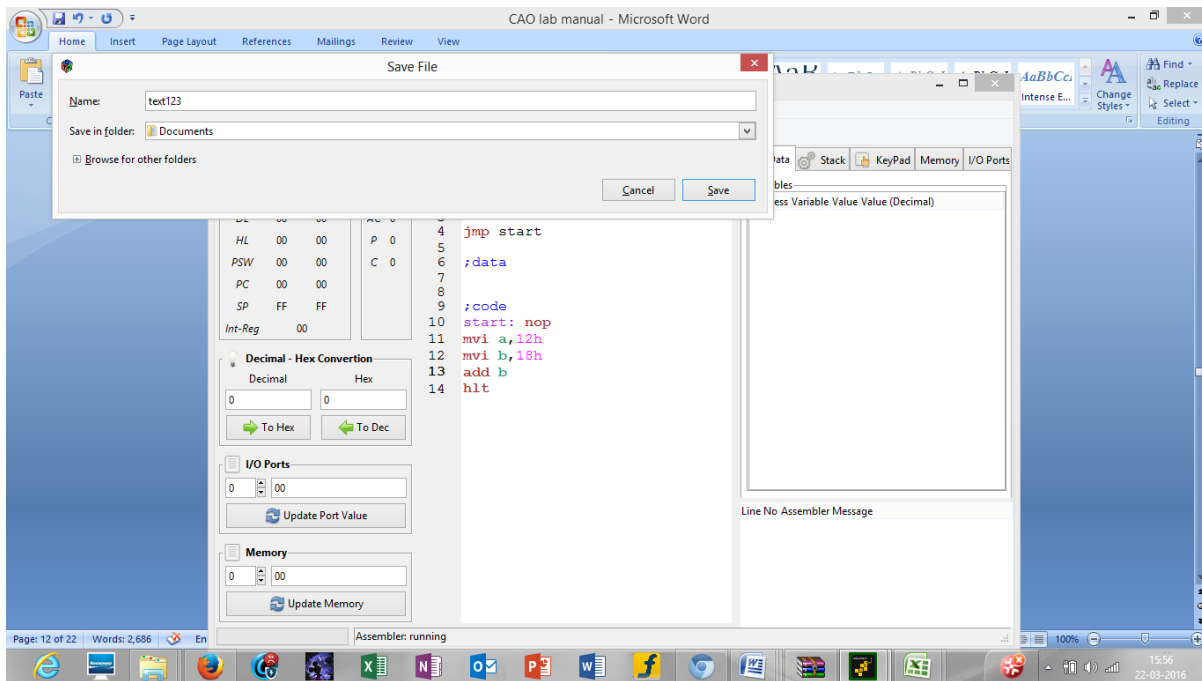 CAO lab manual - Microsoft Word
Home Insert Page Layout References Mailings Review View
Save File
Name: text123
Save in folder: Documents
Browse for other folders
Cancel Save
Paste
AaBbCcI
Intense E...
Change Styles
Find
Replace
Select
Editing
Stack KeyPad Memory I/O Ports
Variable Value Value (Decimal)
HL 00 00 P 0
PSW 00 00 C 0
PC 00 00
SP FF FF
Int-Reg 00
4 jmp start
5
6 ;data
7
8
9 ;code
10 start: nop
11 mvi a,12h
12 mvi b,18h
13 add b
14 hlt
Decimal - Hex Convertion
Decimal Hex
0 0
To Hex To Dec
I/O Ports
0 00
Update Port Value
Memory
0 00
Update Memory
Line No Assembler Message
Assembler: running
Page: 12 of 22 Words: 2,686 En
100%
15:56
22-03-2016